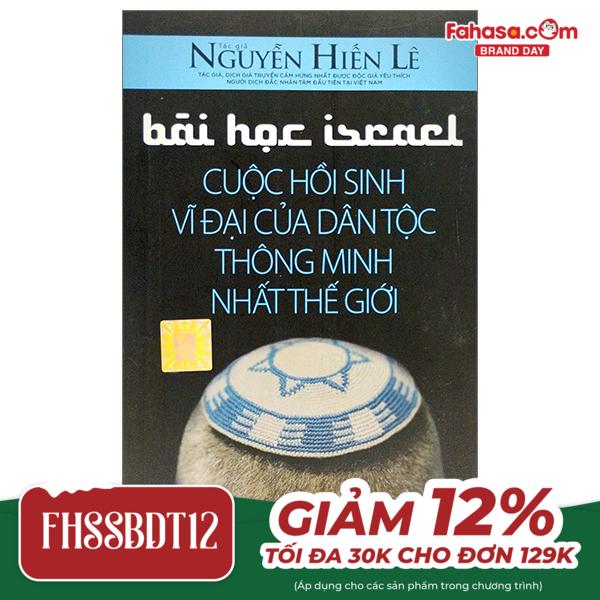 Fahasa.com
BRAND DAY
Tác giả
NGUYỄN HIẾN LÊ
TÁC GIẢ, DỊCH GIẢ TRUYỀN CẢM HỨNG NHẤT ĐƯỢC ĐỘC GIẢ YÊU THÍCH
NGƯỜI DỊCH ĐẮC NHÂN TÂM ĐẦU TIÊN TẠI VIỆT NAM
bài học israel
CUỘC HỒI SINH
VĨ ĐẠI CỦA DÂN TỘC
THÔNG MINH
NHẤT THẾ GIỚI
FHSSBDT12
GIẢM 12%
TỐI ĐA 30K CHO ĐƠN 129K
(Áp dụng cho các sản phẩm trong chương trình)